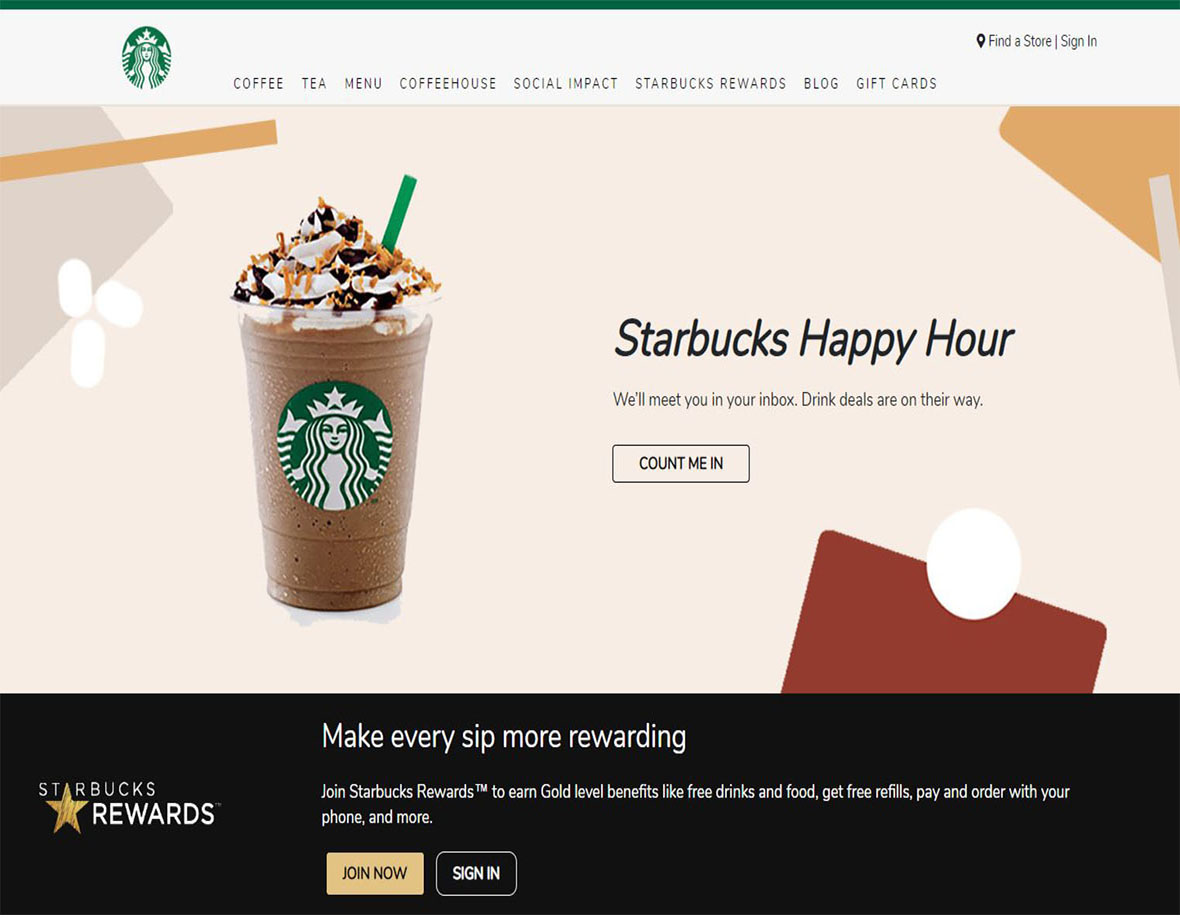 Find a Store | Sign In
COFFEE TEA MENU COFFEEHOUSE SOCIAL IMPACT STARBUCKS REWARDS BLOG GIFT CARDS
Starbucks Happy Hour
We'll meet you in your inbox. Drink deals are on their way.
COUNT ME IN
Make every sip more rewarding
STARBUCKS
REWARDS™
Join Starbucks Rewards™ to earn Gold level benefits like free drinks and food, get free refills, pay and order with your
phone, and more.
JOIN NOW SIGN IN